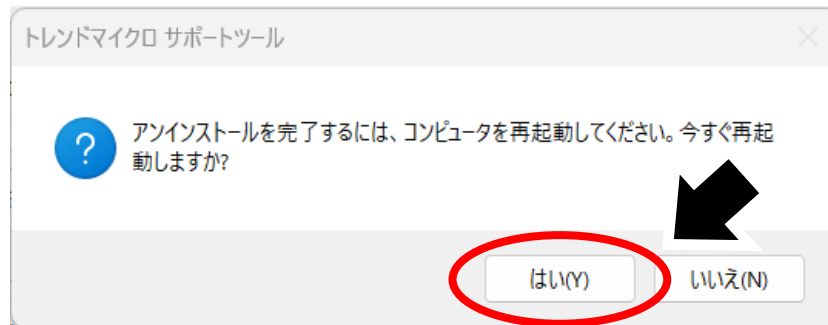 トレンドマイクロ サポートツール
アンインストールを完了するには、コンピュータを再起動してください。今すぐ再起
動しますか?
はい(Y)
いいえ(N)